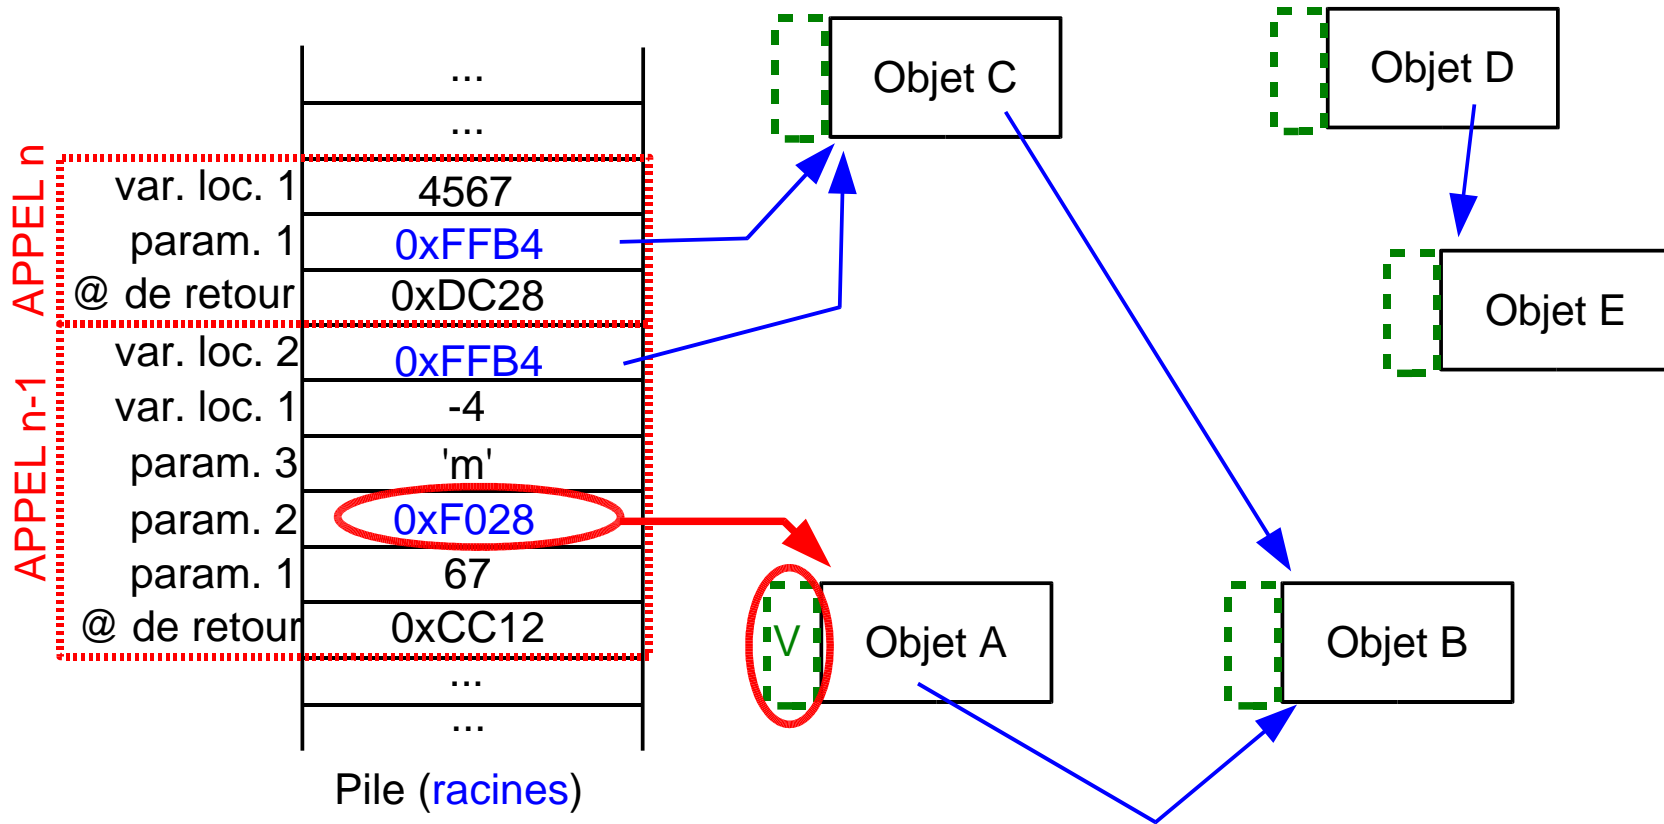 ...
...
APPEL n
var. loc. 1 4567
param. 1 0xFFB4
@ de retour 0xDC28
APPEL n-1
var. loc. 2 0xFFB4
var. loc. 1 -4
param. 3 'm'
param. 2 0xF028
param. 1 67
@ de retour 0xCC12
...
...
Pile (racines)
Objet C
Objet D
Objet E
V Objet A
Objet B